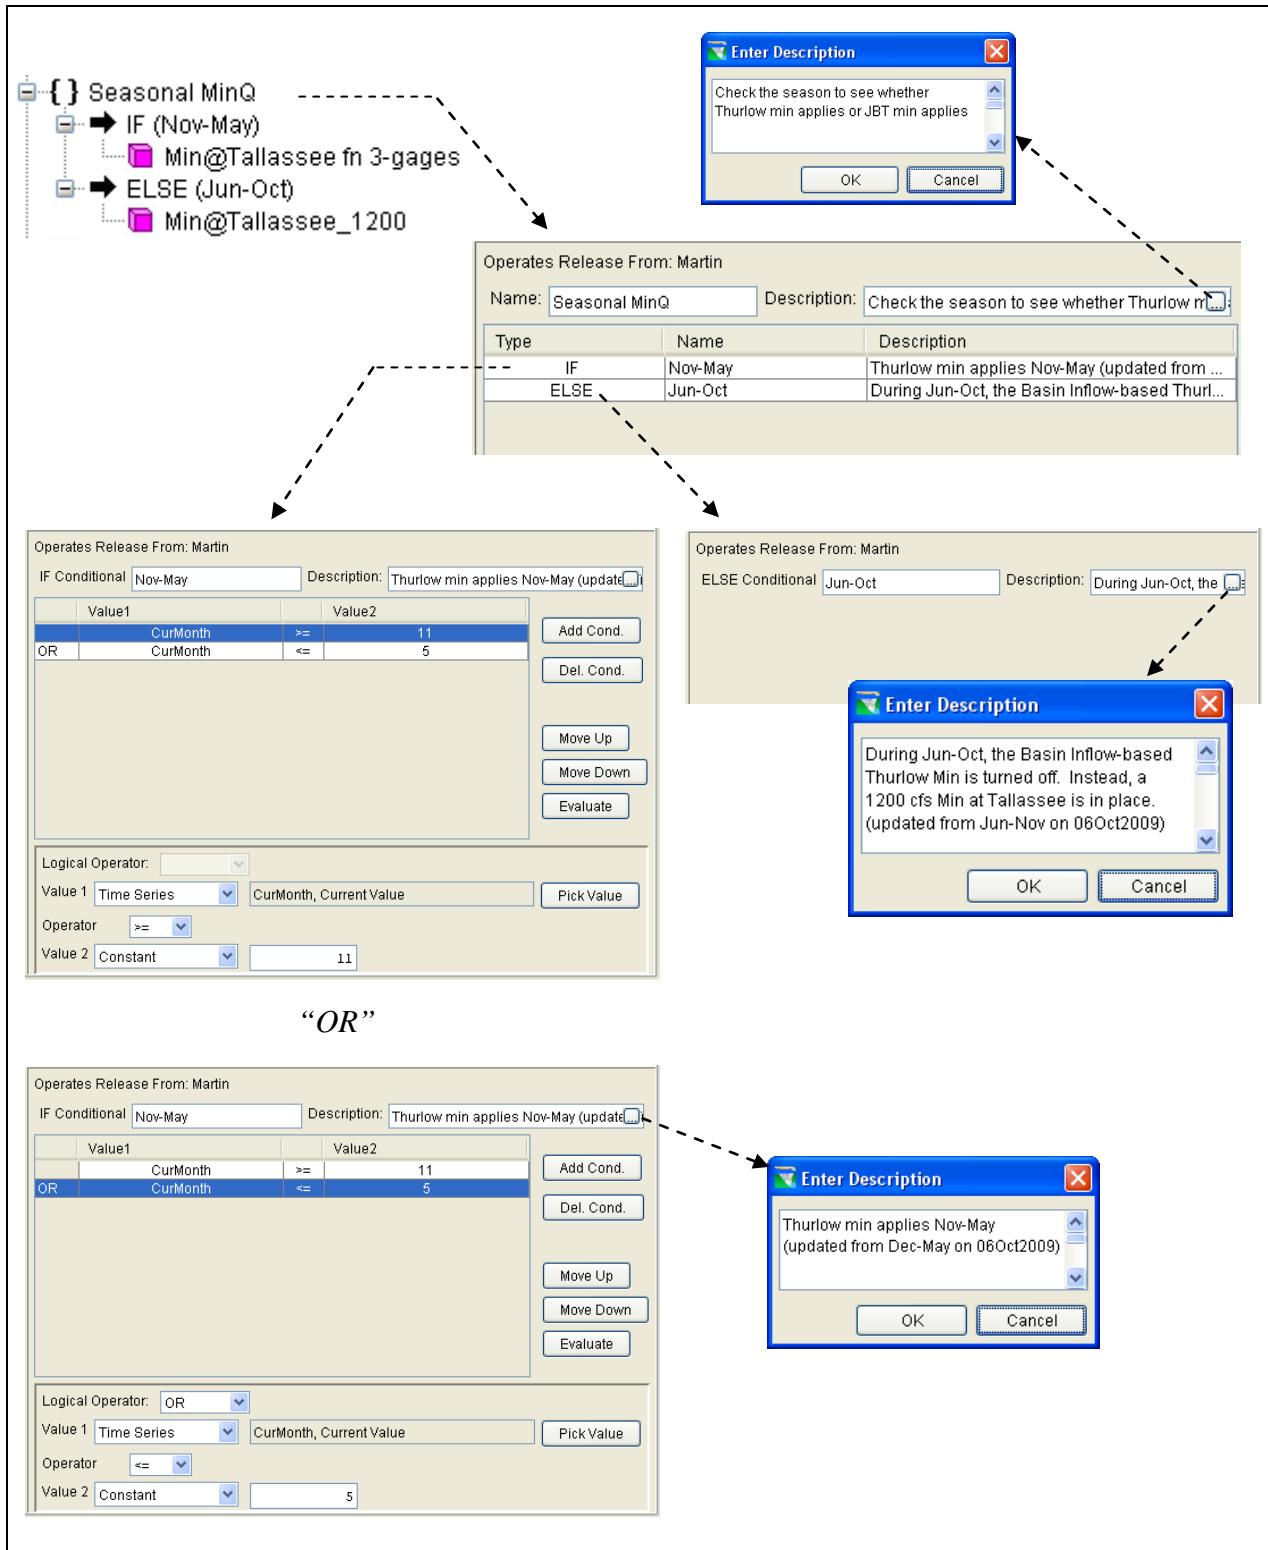 Enter Description
Check the season to see whether
Thurlow min applies or JBT min applies
OK Cancel
{ } Seasonal MinQ
IF (Nov-May)
Min@Tallassee fn 3-gages
ELSE (Jun-Oct)
Min@Tallassee_1200
Operates Release From: Martin
Name: Seasonal MinQ Description: Check the season to see whether Thurlow m ...
Type Name Description
IF Nov-May Thurlow min applies Nov-May (updated from ...
ELSE Jun-Oct During Jun-Oct, the Basin Inflow-based Thurl...
Operates Release From: Martin
IF Conditional Nov-May Description: Thurlow min applies Nov-May (update ...
Value1 Value2
CurMonth >= 11
OR CurMonth <= 5
Add Cond.
Del. Cond.
Move Up
Move Down
Evaluate
Logical Operator:
Value 1 Time Series CurMonth, Current Value Pick Value
Operator >=
Value 2 Constant 11
Operates Release From: Martin
ELSE Conditional Jun-Oct Description: During Jun-Oct, the ...
Enter Description
During Jun-Oct, the Basin Inflow-based
Thurlow Min is turned off. Instead, a
1200 cfs Min at Tallassee is in place.
(updated from Jun-Nov on 06Oct2009)
OK Cancel
“OR”
Operates Release From: Martin
IF Conditional Nov-May Description: Thurlow min applies Nov-May (update ...
Value1 Value2
CurMonth >= 11
OR CurMonth <= 5
Add Cond.
Del. Cond.
Move Up
Move Down
Evaluate
Logical Operator: OR
Value 1 Time Series CurMonth, Current Value Pick Value
Operator <=
Value 2 Constant 5
Enter Description
Thurlow min applies Nov-May
(updated from Dec-May on 06Oct2009)
OK Cancel